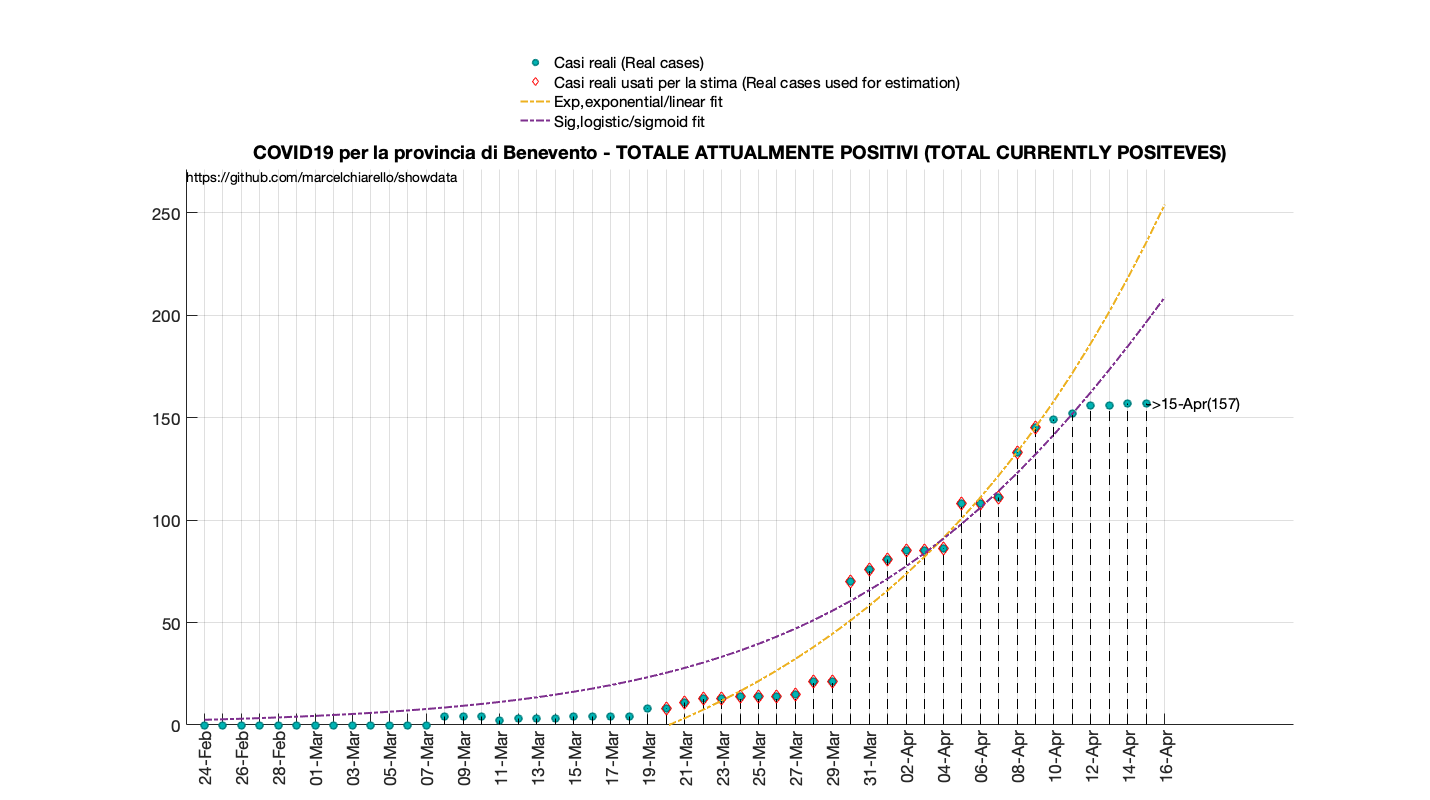 Casi reali (Real cases)
Casi reali usati per la stima (Real cases used for estimation)
Exp,exponential/linear fit
Sig,logistic/sigmoid fit
COVID19 per la provincia di Benevento - TOTALE ATTUALMENTE POSITIVI (TOTAL CURRENTLY POSITEVES)
https://github.com/marcelchiarello/showdata
250
200
150
100
50
0
>15-Apr(157)
24-Feb
26-Feb
28-Feb
01-Mar
03-Mar
05-Mar
07-Mar
09-Mar
11-Mar
13-Mar
15-Mar
17-Mar
19-Mar
21-Mar
23-Mar
25-Mar
27-Mar
29-Mar
31-Mar
02-Apr
04-Apr
06-Apr
08-Apr
10-Apr
12-Apr
14-Apr
16-Apr